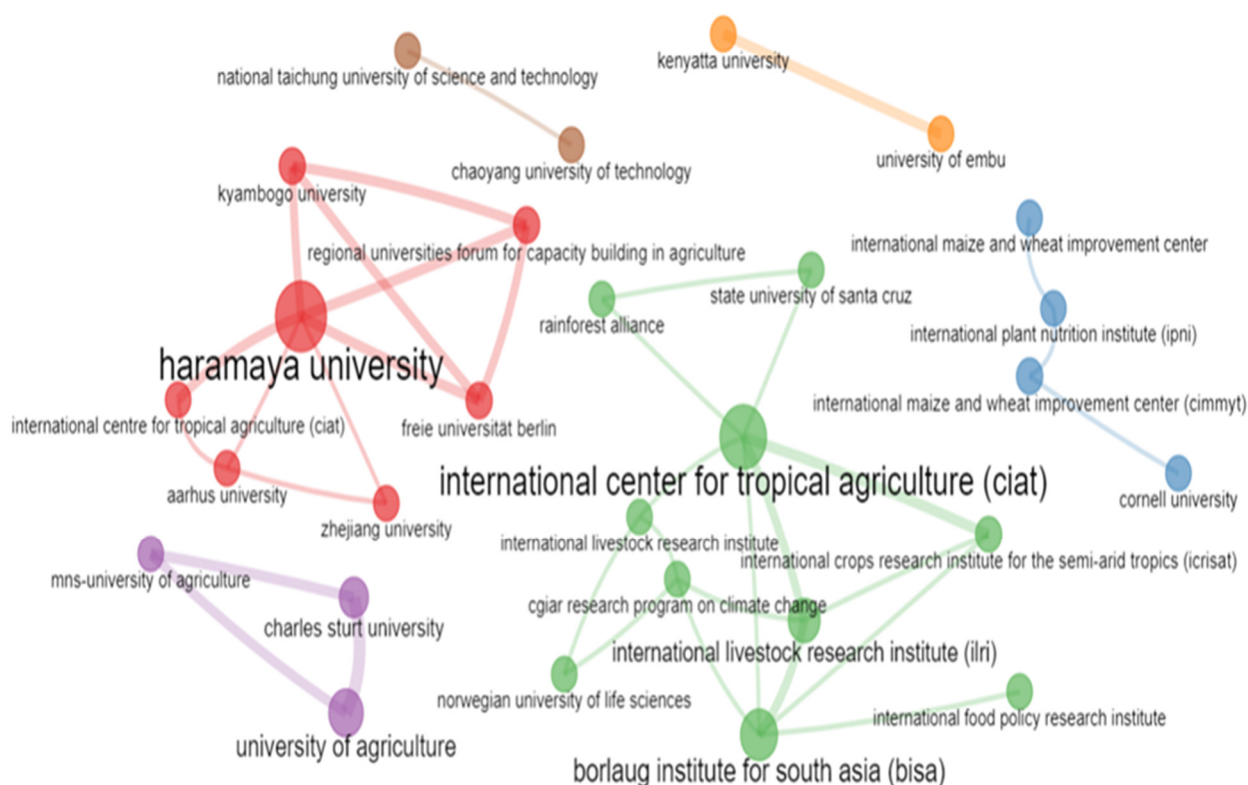 kenyatta university
national taichung university of science and technology
university of embu
chaoyang university of technology
kyambogo university
international maize and wheat improvement center
regional universities forum for capacity building in agriculture
state university of santa cruz
rainforest alliance
international plant nutrition institute (ipni)
haramaya university
international maize and wheat improvement center (cimmyt)
international centre for tropical agriculture (ciat)
freie universität berlin
international center for tropical agriculture (ciat)
aarhus university
cornell university
zhejiang university
international livestock research institute
international crops research institute for the semi-arid tropics (icrisat)
mns-university of agriculture
cgiar research program on climate change
charles sturt university
international livestock research institute (ilri)
norwegian university of life sciences
international food policy research institute
university of agriculture
borlaug institute for south asia (bisa)